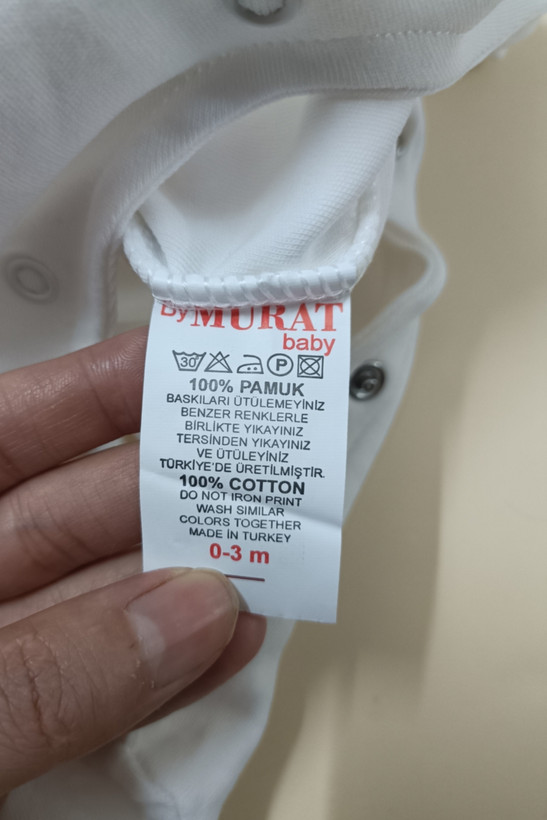 By MURAT
baby
30 P
100% PAMUK
BASKILARI ÜTÜLEMEYİNİZ
BENZER RENKLERLE
BİRLİKTE YIKAYINIZ
TERSİNDEN YIKAYINIZ
VE ÜTÜLEYİNİZ
TÜRKİYE'DE ÜRETİLMİŞTİR.
100% COTTON
DO NOT IRON PRINT
WASH SIMILAR
COLORS TOGETHER
MADE İN TURKEY
0-3 m